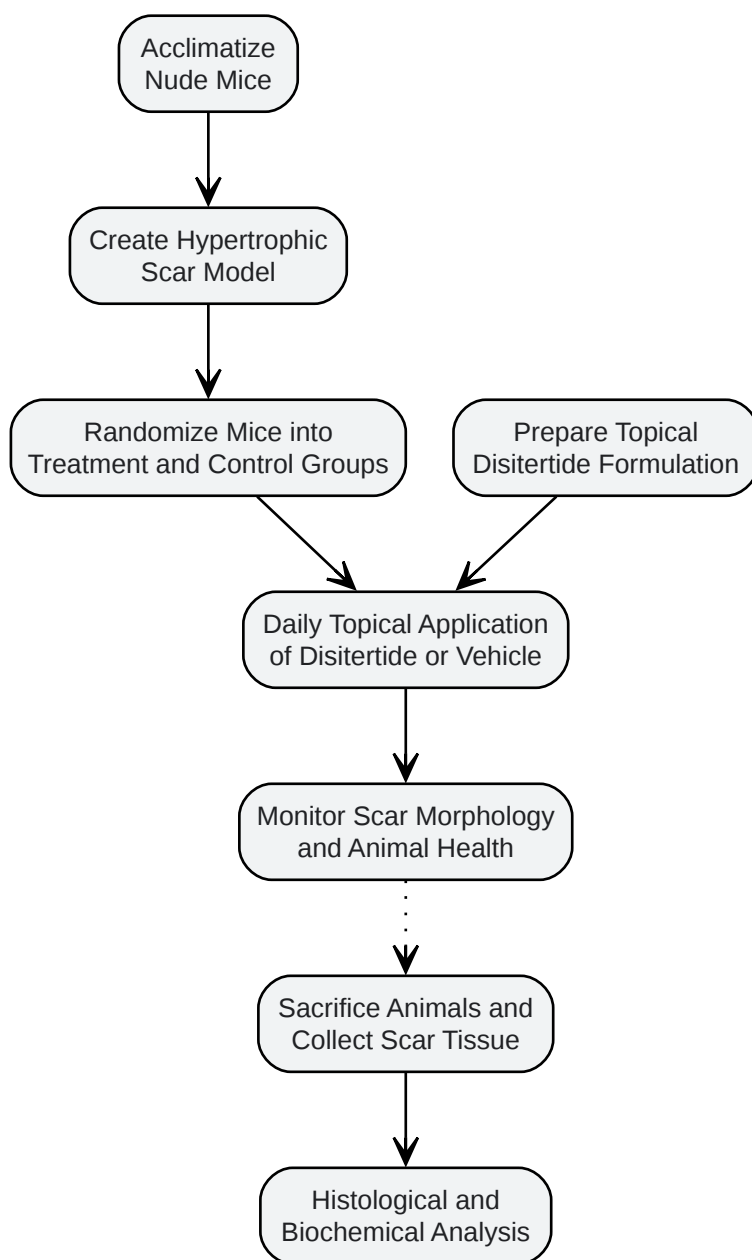 Acclimatize
Nude Mice
Create Hypertrophic
Scar Model
Randomize Mice into
Treatment and Control Groups
Prepare Topical
Disitertide Formulation
Daily Topical Application
of Disitertide or Vehicle
Monitor Scar Morphology
and Animal Health
Sacrifice Animals and
Collect Scar Tissue
Histological and
Biochemical Analysis